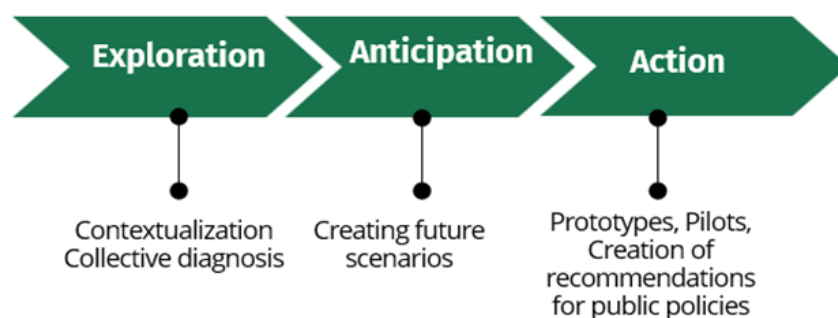 Exploration
Anticipation
Action
Contextualization
Collective diagnosis
Creating future
scenarios
Prototypes, Pilots,
Creation of
recommendations
for public policies